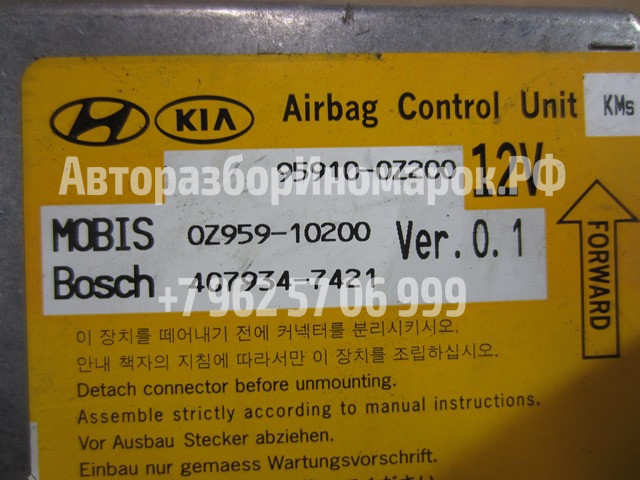 KIA Airbag Control Unit KMs
95910-0Z200 12V
АвторазборИномарок.РФ
MOBIS 0Z959-10200 Ver.0.1
Bosch 407934-7421
+7 962 57 06 999
FORWARD
이 장치를 떼어내기 전에 커넥터를 분리시키시오.
안내 책자의 지침에 따라서만 이 장치를 조립하십시오.
Detach connector before unmounting.
Assemble strictly according to manual instructions.
Vor Ausbau Stecker abziehen.
Einbau nur gemaess Wartungsvorschrift.